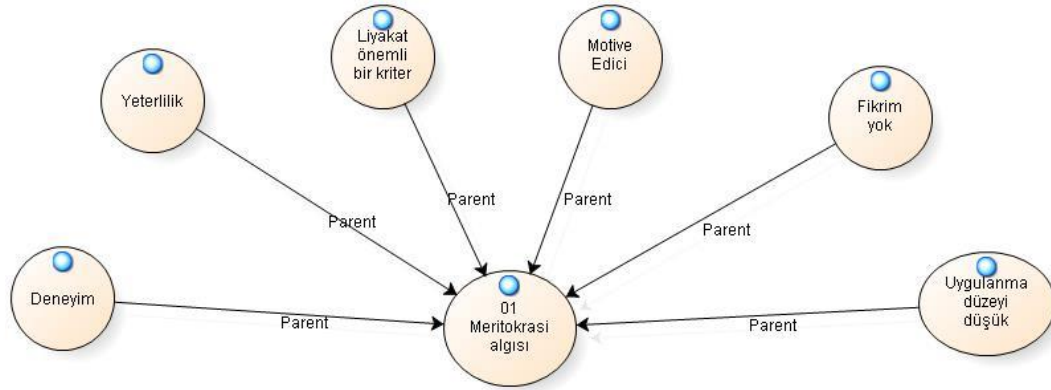 Liyakat
önemli
bir kriter
Motive
Edici
Yeterlilik
Fikrim
yok
Parent
Parent
Parent
Parent
Deneyim
Parent
01
Meritokrasi
algısı
Parent
Uygulanma
düzeyi
düşük